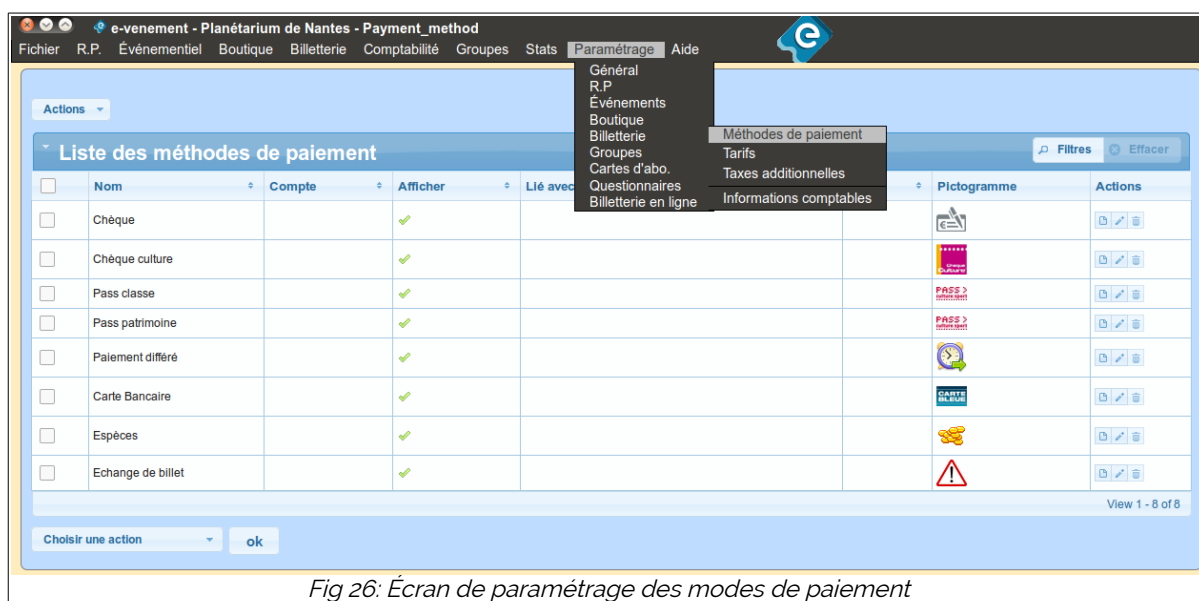 e-venement - Planétarium de Nantes - Payment_method
Fichier R.P. Événementiel Boutique Billetterie Comptabilité Groupes Stats Paramétrage Aide
Général
R.P
Événements
Boutique
Billetterie
Groupes
Cartes d'abo.
Questionnaires
Billetterie en ligne
Méthodes de paiement
Tarifs
Taxes additionnelles
Informations comptables
Actions
Liste des méthodes de paiement
Filtres Effacer
Nom Compte Afficher Lié avec Pictogramme Actions
Chèque
Chèque culture
Pass classe PASS
Pass patrimoine PASS
Paiement différé
Carte Bancaire CARTE BLEUE
Espèces
Echange de billet
View 1 - 8 of 8
Choisir une action ok
Fig 26: Écran de paramétrage des modes de paiement